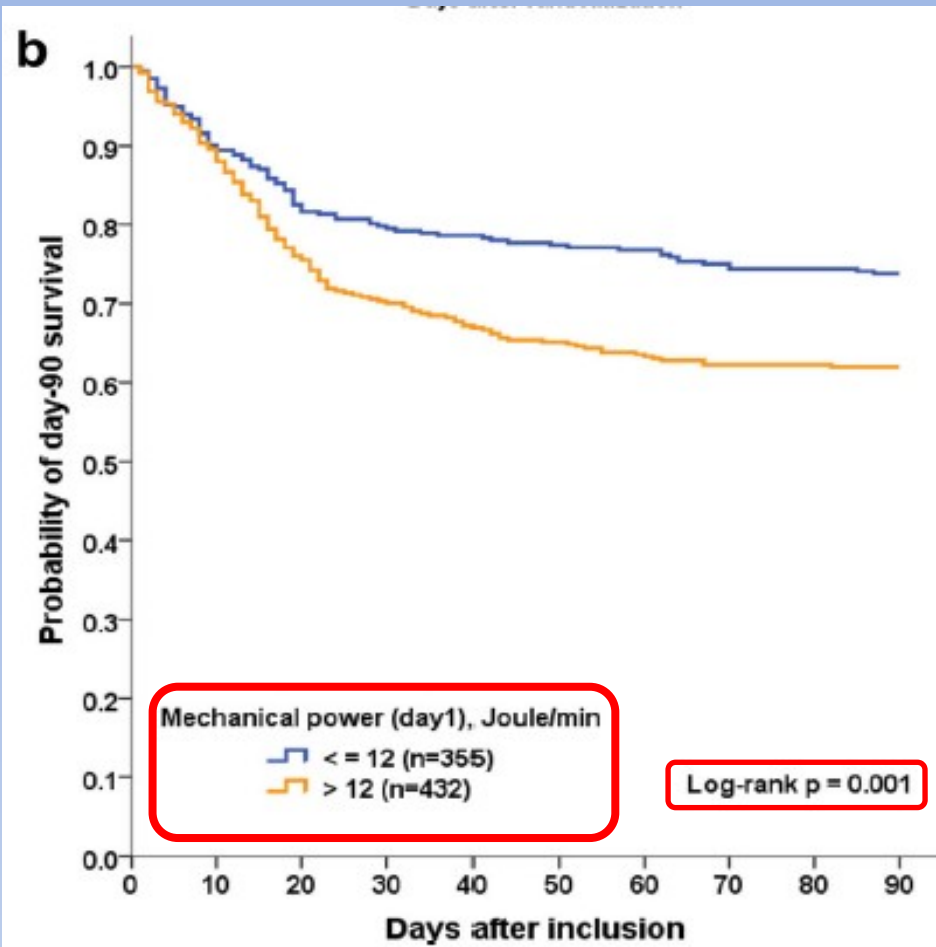 b
1.0
0.9
0.8
0.7
0.6
0.5
0.4
0.3
0.2
0.1
0.0
Probability of day-90 survival
Mechanical power (day1), Joule/min
< = 12 (n=355)
> 12 (n=432)
Log-rank p = 0.001
0 10 20 30 40 50 60 70 80 90
Days after inclusion